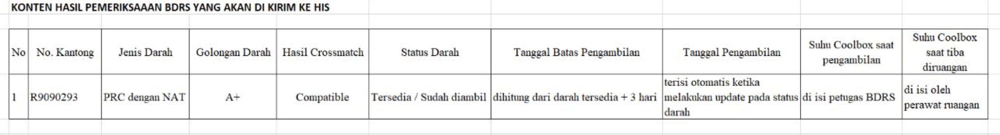 KONTEN HASIL PEMERIKSAAAN BDRS YANG AKAN DI KIRIM KE HIS
No
No. Kantong
Jenis Darah
Golongan Darah
Hasil Crossmatch
Status Darah
Tanggal Batas Pengambilan
Tanggal Pengambilan
Suhu Coolbox saat
pengambilan
Suhu Coolbox
saat tiba
diruangan
1
R9090293
PRC dengan NAT
A+
Compatible
Tersedia / Sudah diambil
dihitung dari darah tersedia + 3 hari
terisi otomatis ketika
melakukan update pada status
darah
di isi petugas BDRS
di isi oleh
perawat ruangan